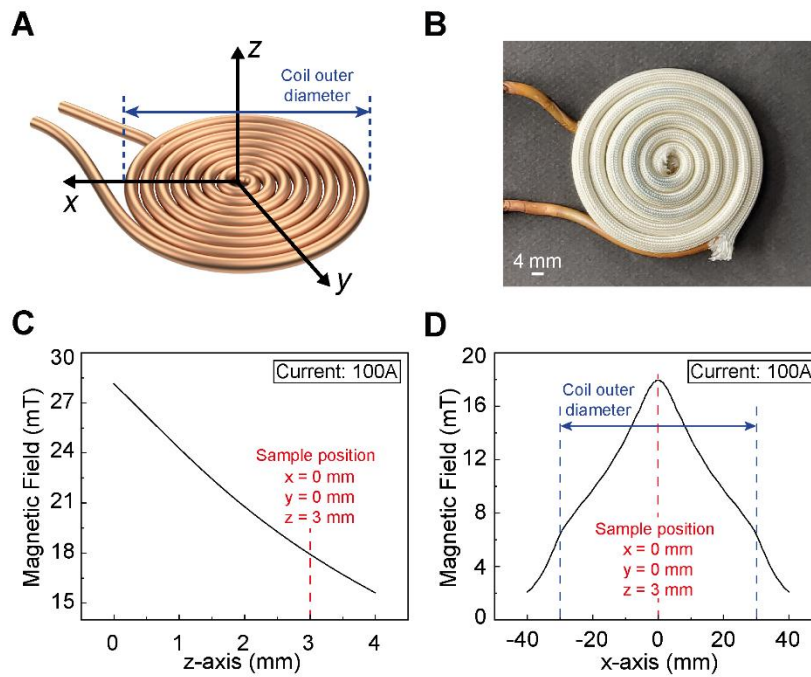 A
z
Coil outer
diameter
x
y
B
4 mm
C
Magnetic Field (mT)
30
27
24
21
18
15
Current: 100A
Sample position
x = 0 mm
y = 0 mm
z = 3 mm
0
1
2
3
4
z-axis (mm)
D
Magnetic Field (mT)
20
16
12
8
4
0
Current: 100A
Coil outer
diameter
Sample position
x = 0 mm
y = 0 mm
z = 3 mm
-40
-20
0
20
40
x-axis (mm)